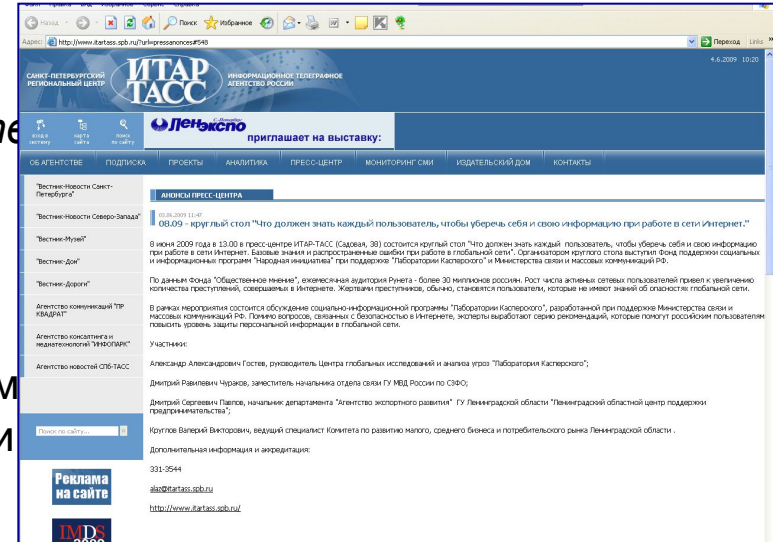 Назад
Поиск
Избранное
Адрес: http://www.itartass.spb.ru/?url=pressanonces#548
Переход
Links
4.6.2009 10:20
САНКТ-ПЕТЕРБУРГСКИЙ
РЕГИОНАЛЬНЫЙ ЦЕНТР
ИТАР
ТАСС
ИНФОРМАЦИОННОЕ ТЕЛЕГРАФНОЕ
АГЕНТСТВО РОССИИ
вход в
систему
карта
сайта
поиск
по сайту
ЛенЭКСПО
приглашает на выставку:
ОБ АГЕНТСТВЕ
ПОДПИСКА
ПРОЕКТЫ
АНАЛИТИКА
ПРЕСС-ЦЕНТР
МОНИТОРИНГ СМИ
ИЗДАТЕЛЬСКИЙ ДОМ
КОНТАКТЫ
"Вестник-Новости Санкт-
Петербурга"
"Вестник-Новости Северо-Запада"
"Вестник-Музей"
"Вестник-Дом"
"Вестник-Дороги"
Агентство коммуникаций "ПР
КВАДРАТ"
Агентство консалтинга и
медиатехнологий "ИНФОПАРК"
Агентство новостей СПб-ТАСС
Поиск по сайту...
Реклама
на сайте
IMDS
АНОНСЫ ПРЕСС-ЦЕНТРА
03.06.2009 11:47
08.09 - круглый стол "Что должен знать каждый пользователь, чтобы уберечь себя и свою информацию при работе в сети Интернет."
8 июня 2009 года в 13.00 в пресс-центре ИТАР-ТАСС (Садовая, 38) состоится круглый стол "Что должен знать каждый пользователь, чтобы уберечь себя и свою информацию
при работе в сети Интернет. Базовые знания и распространенные ошибки при работе в глобальной сети". Организатором круглого стола выступил Фонд поддержки социальных
и информационных программ "Народная инициатива" при поддержке "Лаборатории Касперского" и Министерства связи и массовых коммуникаций РФ.
По данным Фонда "Общественное мнение", ежемесячная аудитория Рунета - более 30 миллионов россиян. Рост числа активных сетевых пользователей привел к увеличению
количества преступлений, совершаемых в Интернете. Жертвами преступников, обычно, становятся пользователи, которые не имеют знаний об опасностях глобальной сети.
В рамках мероприятия состоится обсуждение социально-информационной программы "Лаборатории Касперского", разработанной при поддержке Министерства связи и
массовых коммуникаций РФ. Помимо вопросов, связанных с безопасностью в Интернете, эксперты выработают серию рекомендаций, которые помогут российским пользователям
повысить уровень защиты персональной информации в глобальной сети.
Участники:
Александр Александрович Гостев, руководитель Центра глобальных исследований и анализа угроз "Лаборатория Касперского";
Дмитрий Равилевич Чураков, заместитель начальника отдела связи ГУ МВД России по СЗФО;
Дмитрий Сергеевич Павлов, начальник департамента "Агентство экспортного развития" ГУ Ленинградской области "Ленинградский областной центр поддержки
предпринимательства";
Круглов Валерий Викторович, ведущий специалист Комитета по развитию малого, среднего бизнеса и потребительского рынка Ленинградской области .
Дополнительная информация и аккредитация:
331-3544
alaz@itartass.spb.ru
http://www.itartass.spb.ru/